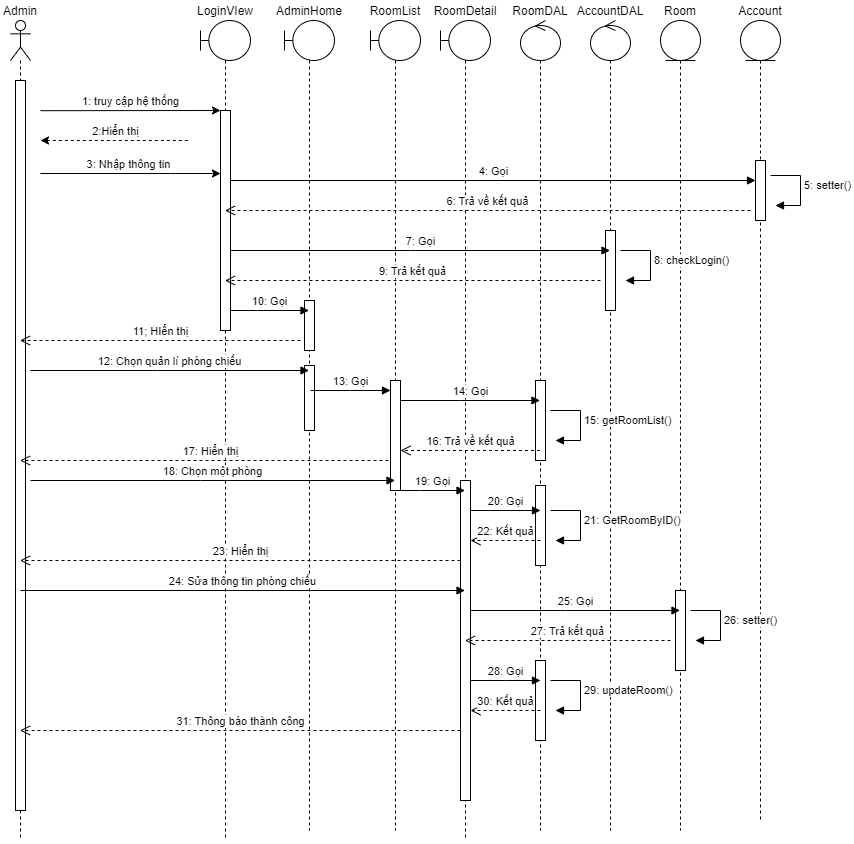 Admin
LoginVIew
AdminHome
RoomList
RoomDetail
RoomDAL
AccountDAL
Room
Account
1: truy cập hệ thống
2:Hiển thị
3: Nhập thông tin
4: Gọi
5: setter()
6: Trả về kết quả
7: Gọi
8: checkLogin()
9: Trả kết quả
10: Gọi
11; HIển thị
12: Chọn quản lí phòng chiếu
13: Gọi
14: Gọi
15: getRoomList()
16: Trả về kết quả
17: Hiển thị
18: Chọn một phòng
19: Gọi
20: Gọi
21: GetRoomByID()
22: Kết quả
23: Hiển thị
24: Sửa thông tin phòng chiếu
25: Gọi
26: setter()
27: Trả kết quả
28: Gọi
29: updateRoom()
30: Kết quả
31: Thông báo thành công